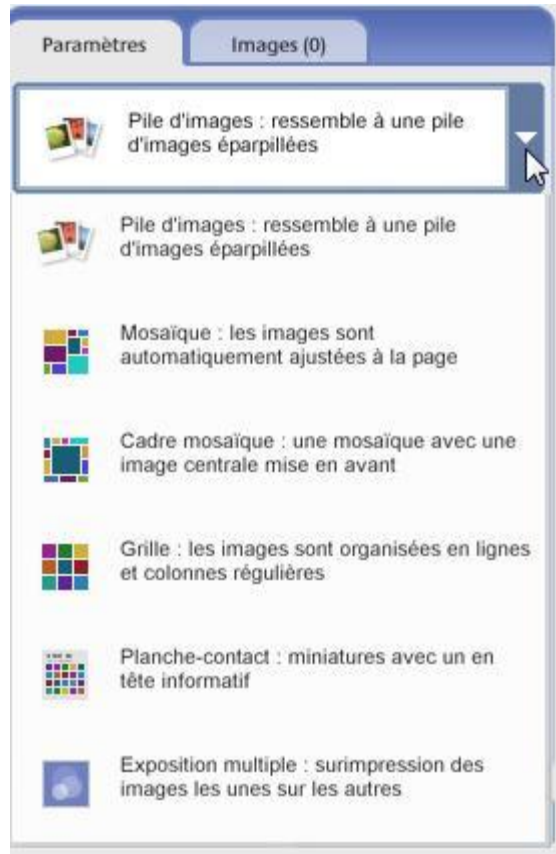 Paramètres
Images (0)
Pile d'images : ressemble à une pile
d'images éparpillées
Pile d'images : ressemble à une pile
d'images éparpillées
Mosaïque : les images sont
automatiquement ajustées à la page
Cadre mosaïque : une mosaïque avec une
image centrale mise en avant
Grille : les images sont organisées en lignes
et colonnes régulières
Planche-contact : miniatures avec un en
tête informatif
Exposition multiple : surimpression des
images les unes sur les autres